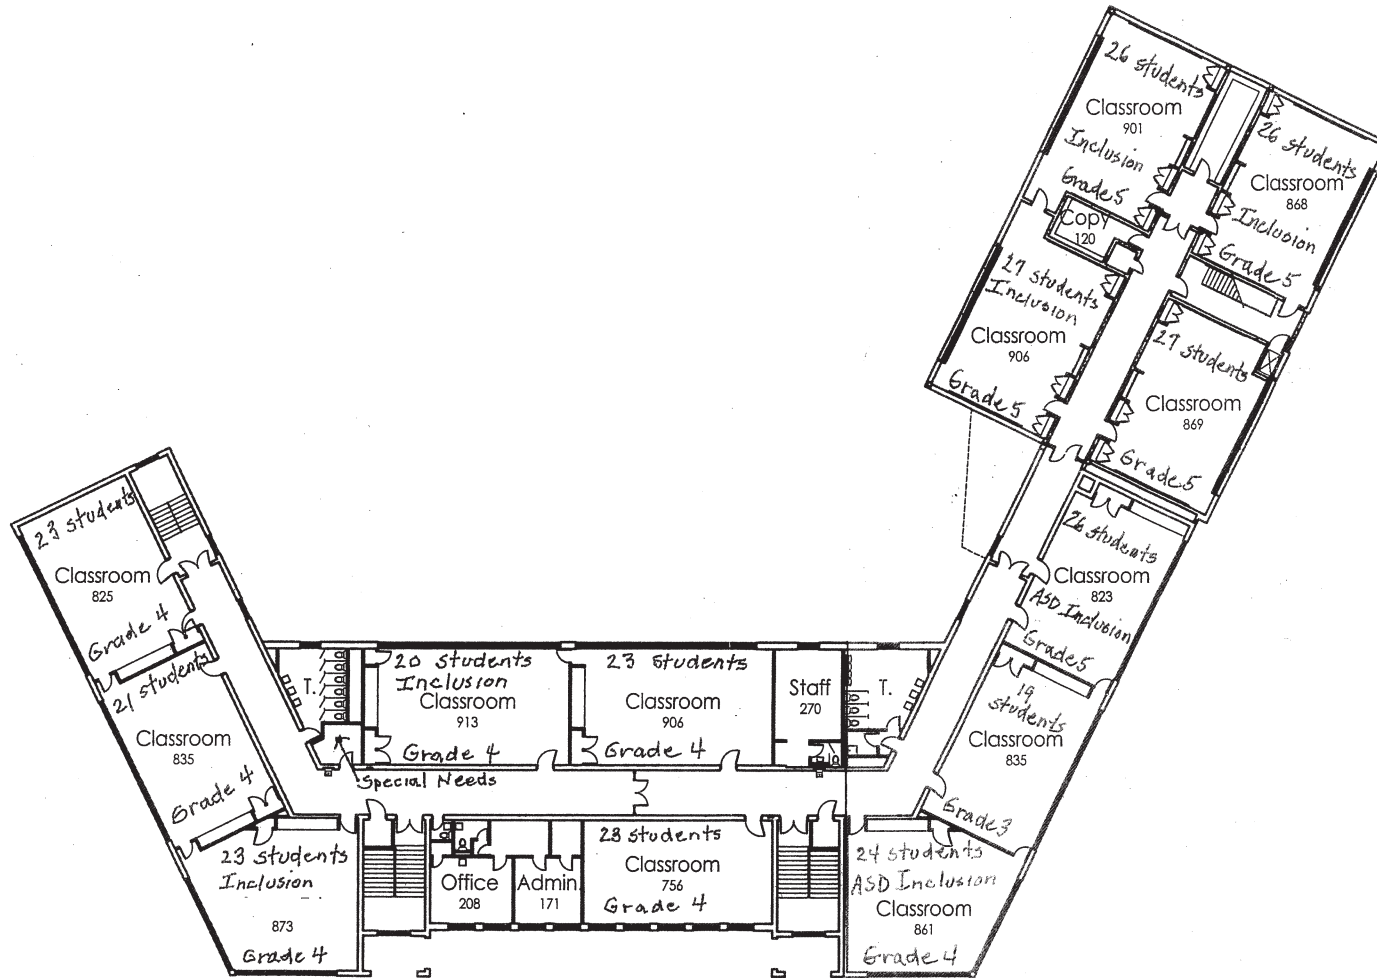 26 students
Classroom
901
Inclusion
Grade 5
26 students
Classroom
868
Inclusion
Grade 5
Copy
120
27 students
Inclusion
Classroom
906
Grade 5
27 students
Classroom
869
Grade 5
26 students
Classroom
823
ASD Inclusion
Grade 5
19
students
Classroom
835
Grade 3
23 students
Classroom
825
Grade 4
21 students
Classroom
835
Grade 4
T.
20 students
Inclusion
Classroom
913
Grade 4
23 students
Classroom
906
Grade 4
Staff
270
T.
Special Needs
23 students
Inclusion
873
Grade 4
Office
208
Admin.
171
23 students
Classroom
756
Grade 4
24 students
ASD Inclusion
Classroom
861
Grade 4